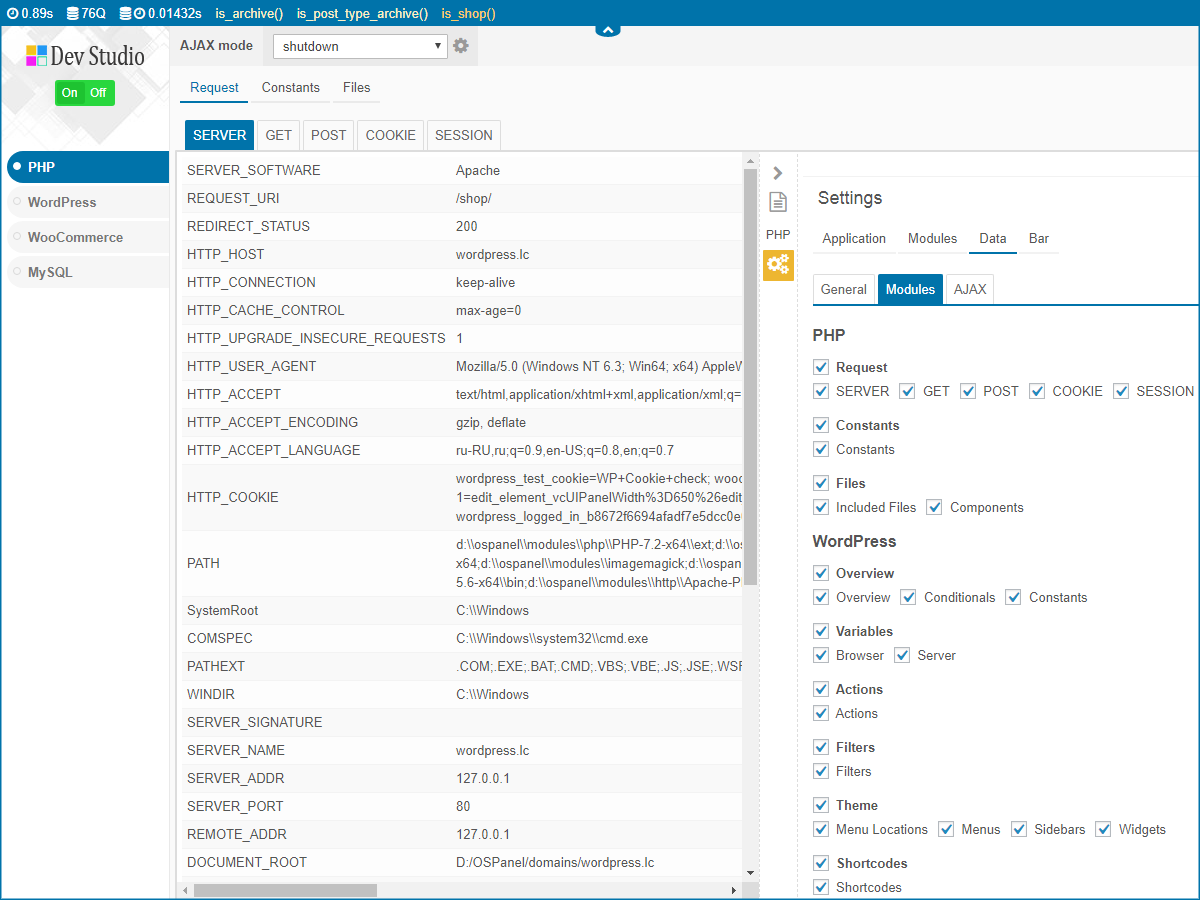 0.89s 76Q 0.01432s is_archive() is_post_type_archive() is_shop()
Dev Studio
On Off
AJAX mode shutdown
Request Constants Files
SERVER GET POST COOKIE SESSION
PHP
WordPress
WooCommerce
MySQL
SERVER_SOFTWARE Apache
REQUEST_URI /shop/
REDIRECT_STATUS 200
HTTP_HOST wordpress.lc
HTTP_CONNECTION keep-alive
HTTP_CACHE_CONTROL max-age=0
HTTP_UPGRADE_INSECURE_REQUESTS 1
HTTP_USER_AGENT Mozilla/5.0 (Windows NT 6.3; Win64; x64) AppleW
HTTP_ACCEPT text/html,application/xhtml+xml,application/xml;q=
HTTP_ACCEPT_ENCODING gzip, deflate
HTTP_ACCEPT_LANGUAGE ru-RU,ru;q=0.9,en-US;q=0.8,en;q=0.7
HTTP_COOKIE
wordpress_test_cookie=WP+Cookie+check; wooc
1=edit_element_vcUIPanelWidth%3D650%26edit
wordpress_logged_in_b8672f6694afadf7e5dcc0e
PATH
d:\\ospanel\\modules\\php\\PHP-7.2-x64\\ext;d:\\os
x64;d:\\ospanel\\modules\\imagemagick;d:\\ospan
5.6-x64\\bin;d:\\ospanel\\modules\\http\\Apache-P
SystemRoot C:\\Windows
COMSPEC C:\\Windows\\system32\\cmd.exe
PATHEXT .COM;.EXE;.BAT;.CMD;.VBS;.VBE;.JS;.JSE;.WSF
WINDIR C:\\Windows
SERVER_SIGNATURE
SERVER_NAME wordpress.lc
SERVER_ADDR 127.0.0.1
SERVER_PORT 80
REMOTE_ADDR 127.0.0.1
DOCUMENT_ROOT D:/OSPanel/domains/wordpress.lc
PHP
Settings
Application Modules Data Bar
General Modules AJAX
PHP
Request
SERVER GET POST COOKIE SESSION
Constants
Constants
Files
Included Files Components
WordPress
Overview
Overview Conditionals Constants
Variables
Browser Server
Actions
Actions
Filters
Filters
Theme
Menu Locations Menus Sidebars Widgets
Shortcodes
Shortcodes